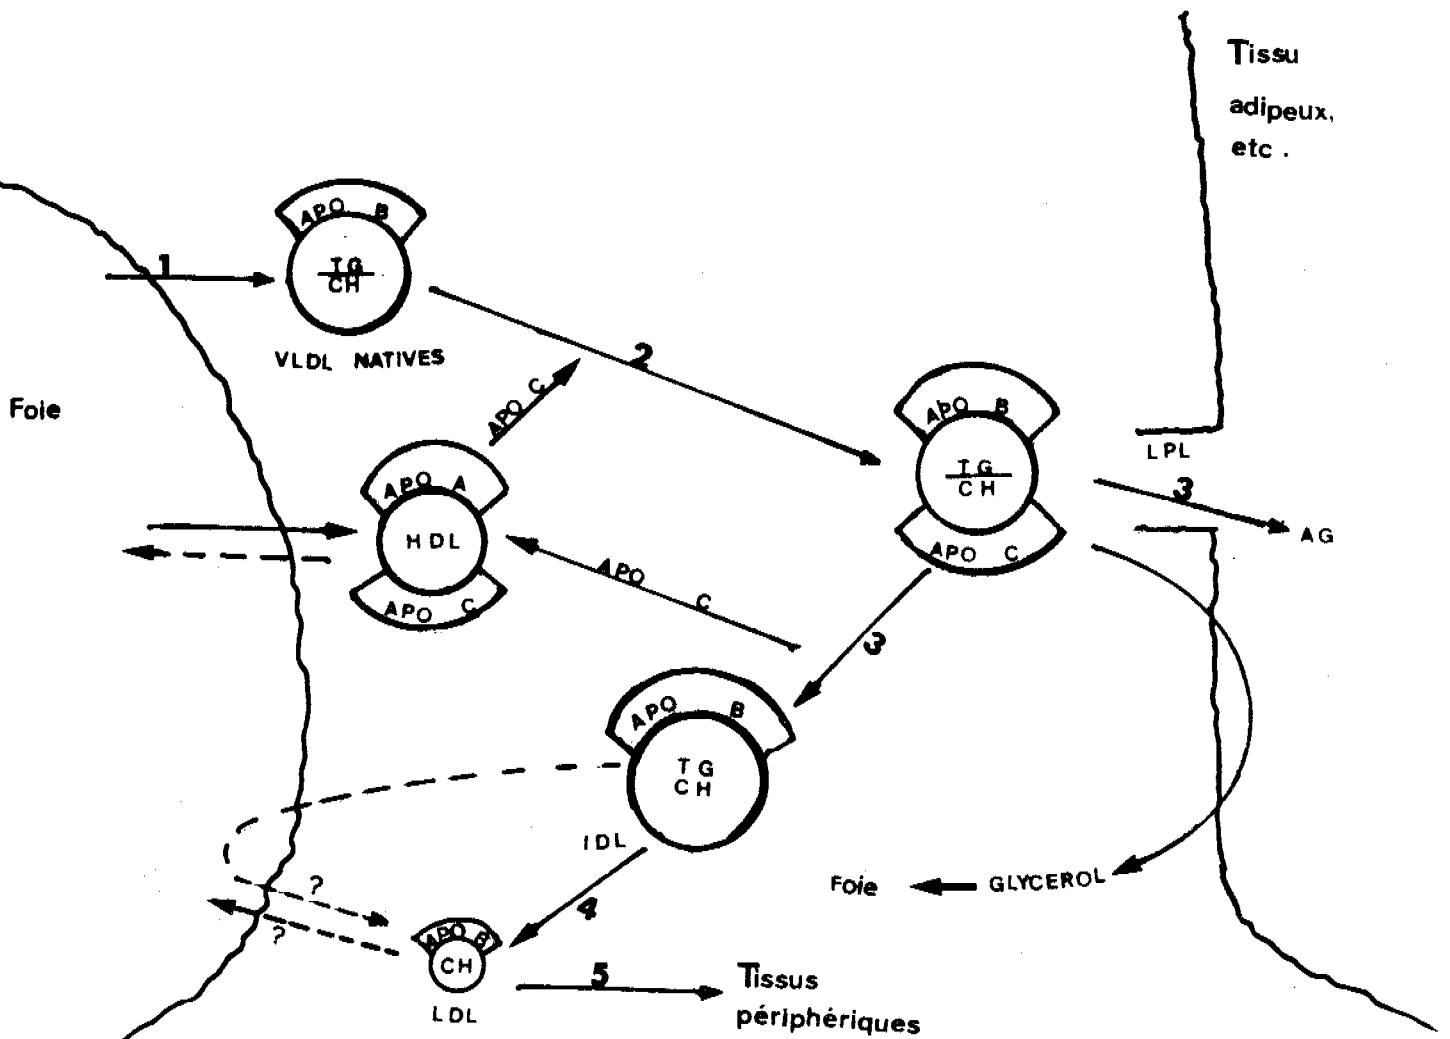 Tissu
adipeux,
etc .
APO B
1
TG
CH
VLDL NATIVES
2
APO C
Foie
APO B
TG
CH
APO C
LPL
3
AG
APO A
HDL
APO C
APO C
3
APO B
TG
CH
IDL
?
?
4
Foie
GLYCEROL
APO B
CH
LDL
5
Tissus
périphériques